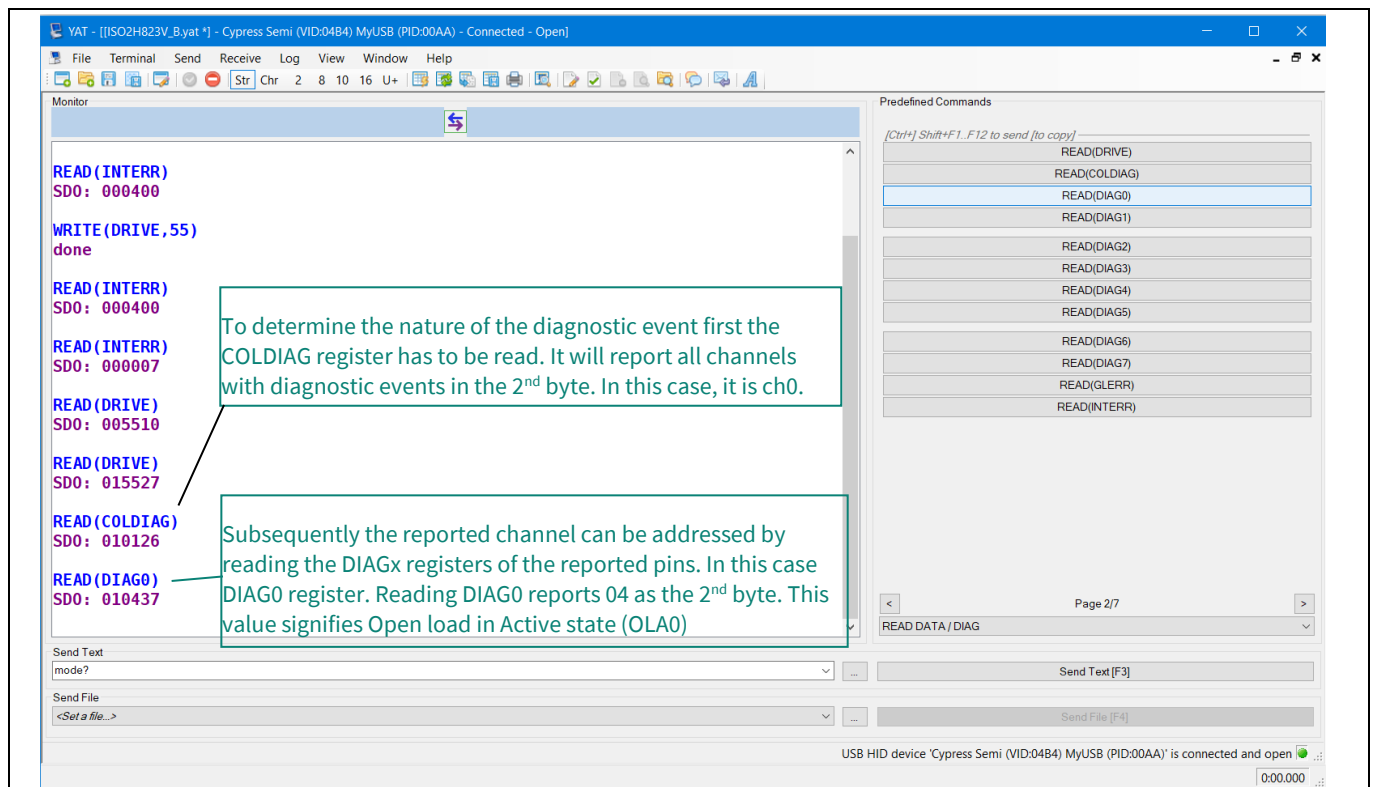 YAT - [[ISO2H823V_B.yat *] - Cypress Semi (VID:04B4) MyUSB (PID:00AA) - Connected - Open]
File Terminal Send Receive Log View Window Help
Str Chr 2 8 10 16 U+
Monitor
READ(INTERR)
SDO: 000400
WRITE(DRIVE,55)
done
READ(INTERR)
SDO: 000400
READ(INTERR)
SDO: 000007
READ(DRIVE)
SDO: 005510
READ(DRIVE)
SDO: 015527
READ(COLDIAG)
SDO: 010126
READ(DIAG0)
SDO: 010437
To determine the nature of the diagnostic event first the
COLDIAG register has to be read. It will report all channels
with diagnostic events in the 2nd byte. In this case, it is ch0.
Subsequently the reported channel can be addressed by
reading the DIAGx registers of the reported pins. In this case
DIAG0 register. Reading DIAG0 reports 04 as the 2nd byte. This
value signifies Open load in Active state (OLA0)
Predefined Commands
[Ctrl+] Shift+F1..F12 to send [to copy]
READ(DRIVE)
READ(COLDIAG)
READ(DIAG0)
READ(DIAG1)
READ(DIAG2)
READ(DIAG3)
READ(DIAG4)
READ(DIAG5)
READ(DIAG6)
READ(DIAG7)
READ(GLERR)
READ(INTERR)
< Page 2/7 >
READ DATA / DIAG
Send Text
mode?
...
Send Text [F3]
Send File
<Set a file...>
...
Send File [F4]
USB HID device 'Cypress Semi (VID:04B4) MyUSB (PID:00AA)' is connected and open
0:00.000